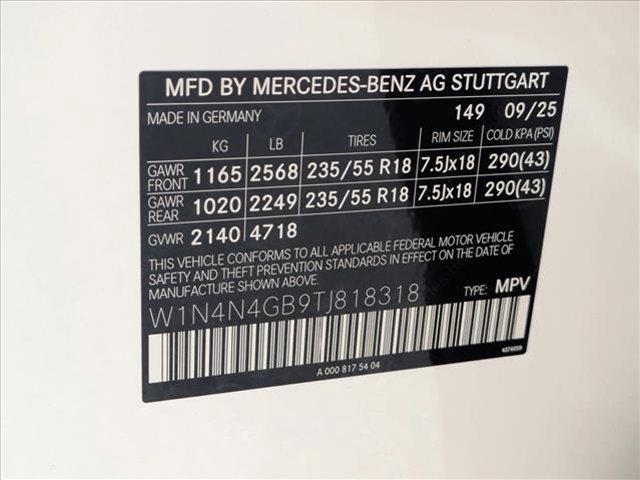 MFD BY MERCEDES-BENZ AG STUTTGART
MADE IN GERMANY 149 09/25
KG LB TIRES RIM SIZE COLD KPA(PSI)
GAWR FRONT 1165 2568 235/55 R18 7.5Jx18 290(43)
GAWR REAR 1020 2249 235/55 R18 7.5Jx18 290(43)
GVWR 2140 4718
THIS VEHICLE CONFORMS TO ALL APPLICABLE FEDERAL MOTOR VEHICLE
SAFETY AND THEFT PREVENTION STANDARDS IN EFFECT ON THE DATE OF
MANUFACTURE SHOWN ABOVE.
W1N4N4GB9TJ818318 TYPE: MPV
A 000 817 54 04